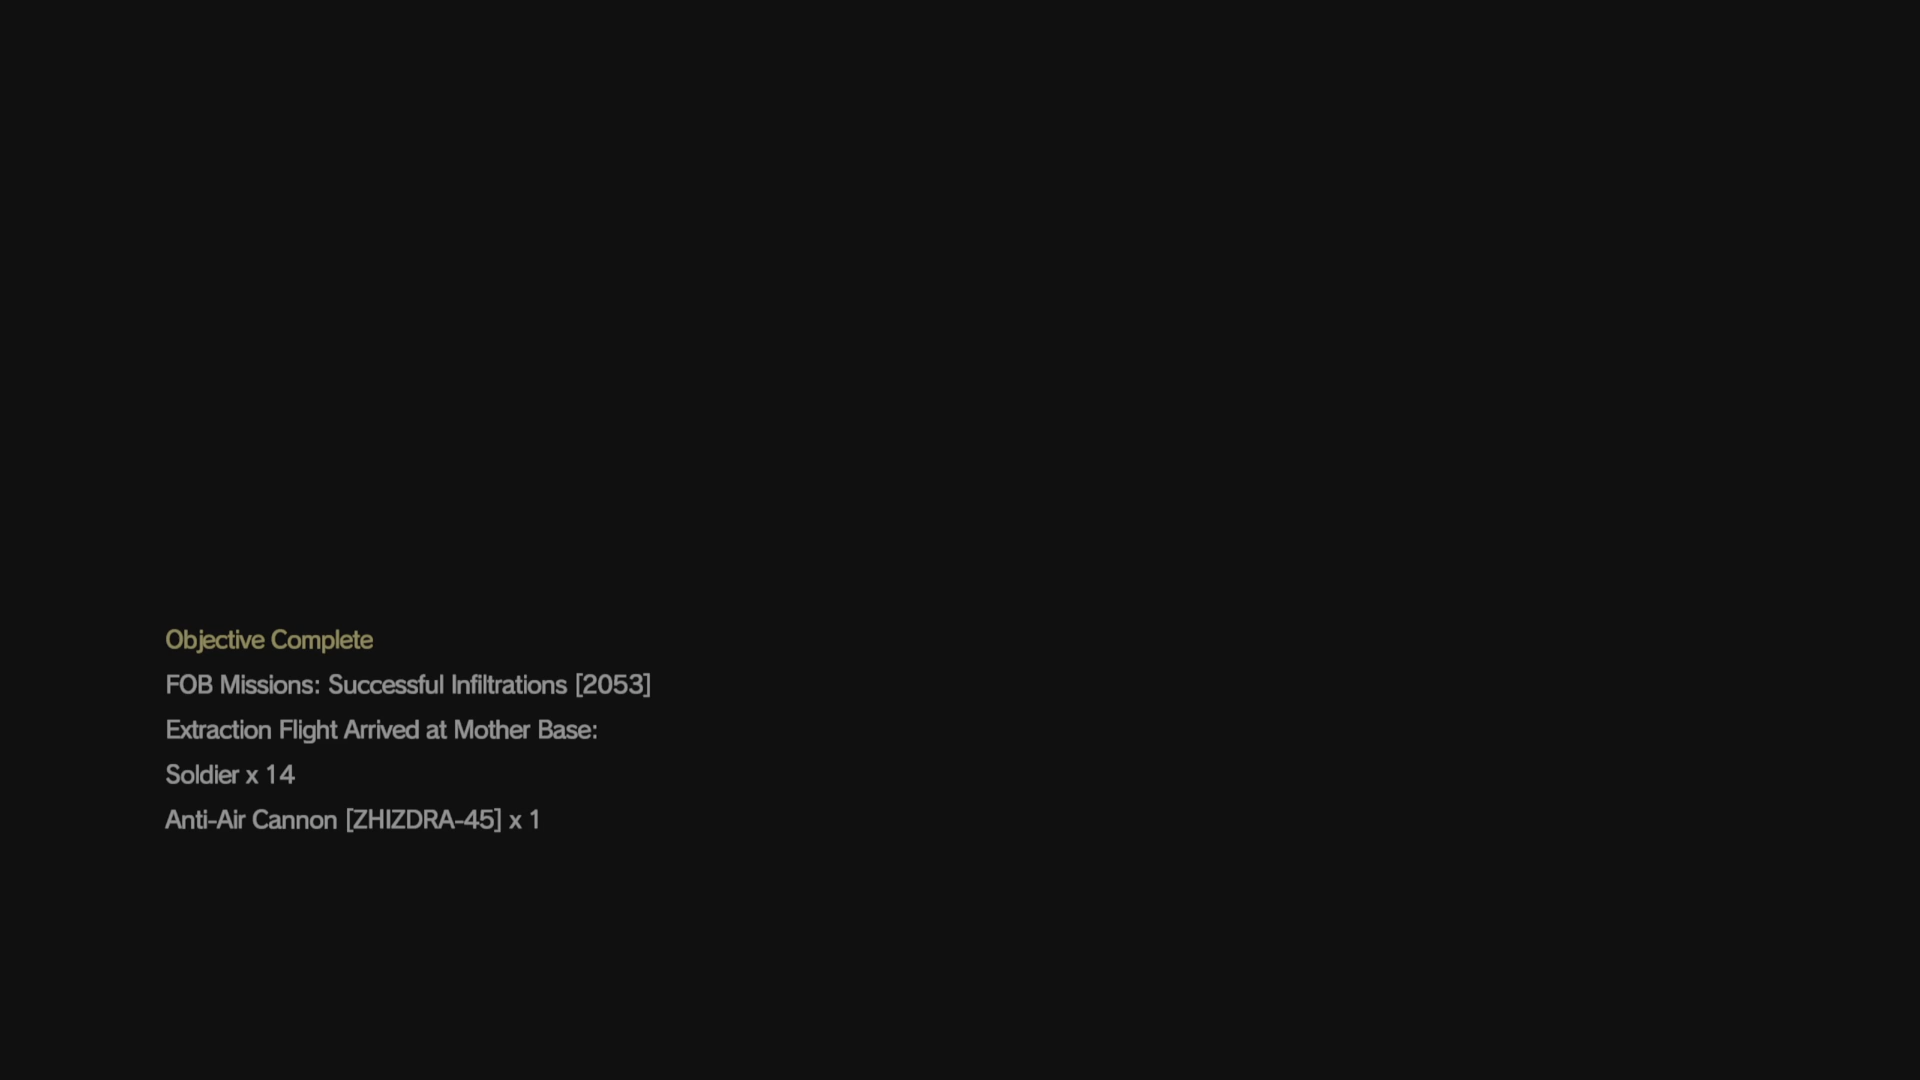 Objective Complete
FOB Missions: Successful Infiltrations [2053]
Extraction Flight Arrived at Mother Base:
Soldier x 14
Anti-Air Cannon [ZHIZDRA-45] x 1